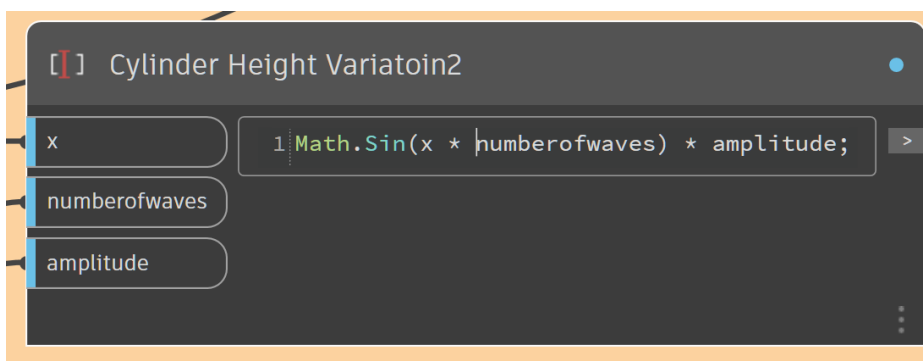 [I] Cylinder Height Variatoin2
x
1 Math.Sin(x * numberofwaves) * amplitude;
>
numberofwaves
amplitude